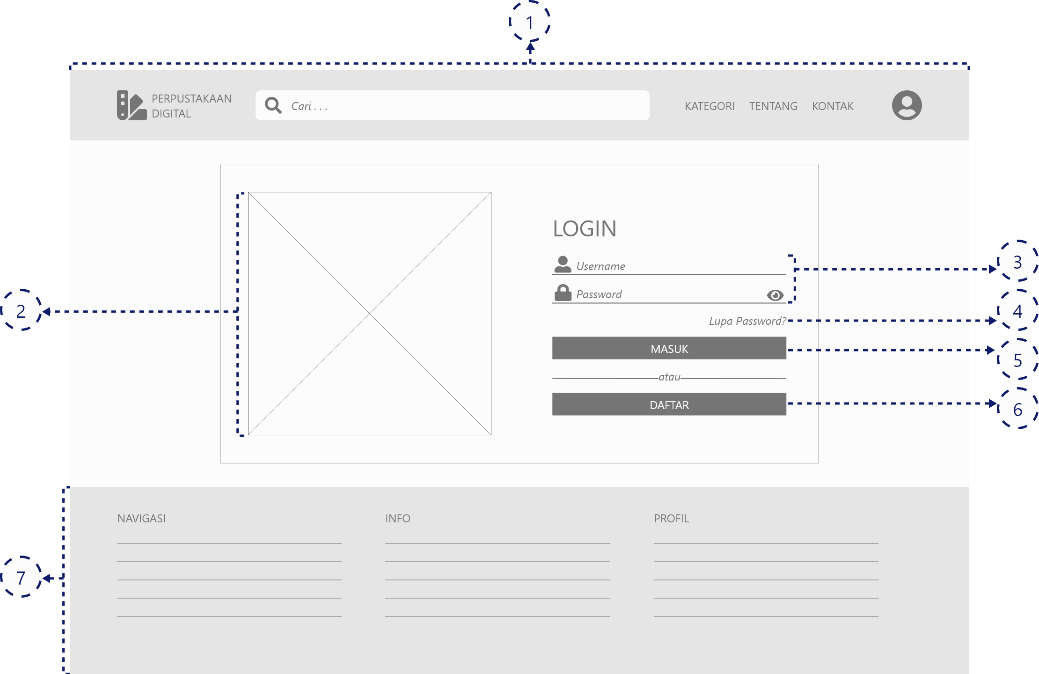 1
PERPUSTAKAAN
DIGITAL
Cari . . .
KATEGORI TENTANG KONTAK
LOGIN
Username
Password
Lupa Password?
MASUK
atau
DAFTAR
2
3
4
5
6
NAVIGASI
INFO
PROFIL
7